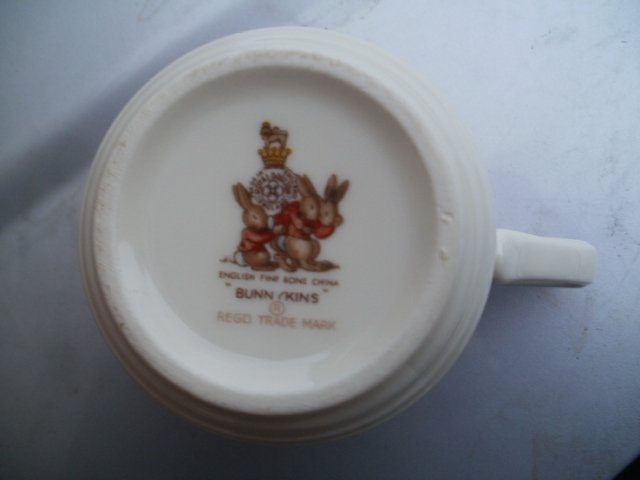 ENGLISH FINE BONE CHINA
"BUNNYKINS"
®
REGD. TRADE MARK